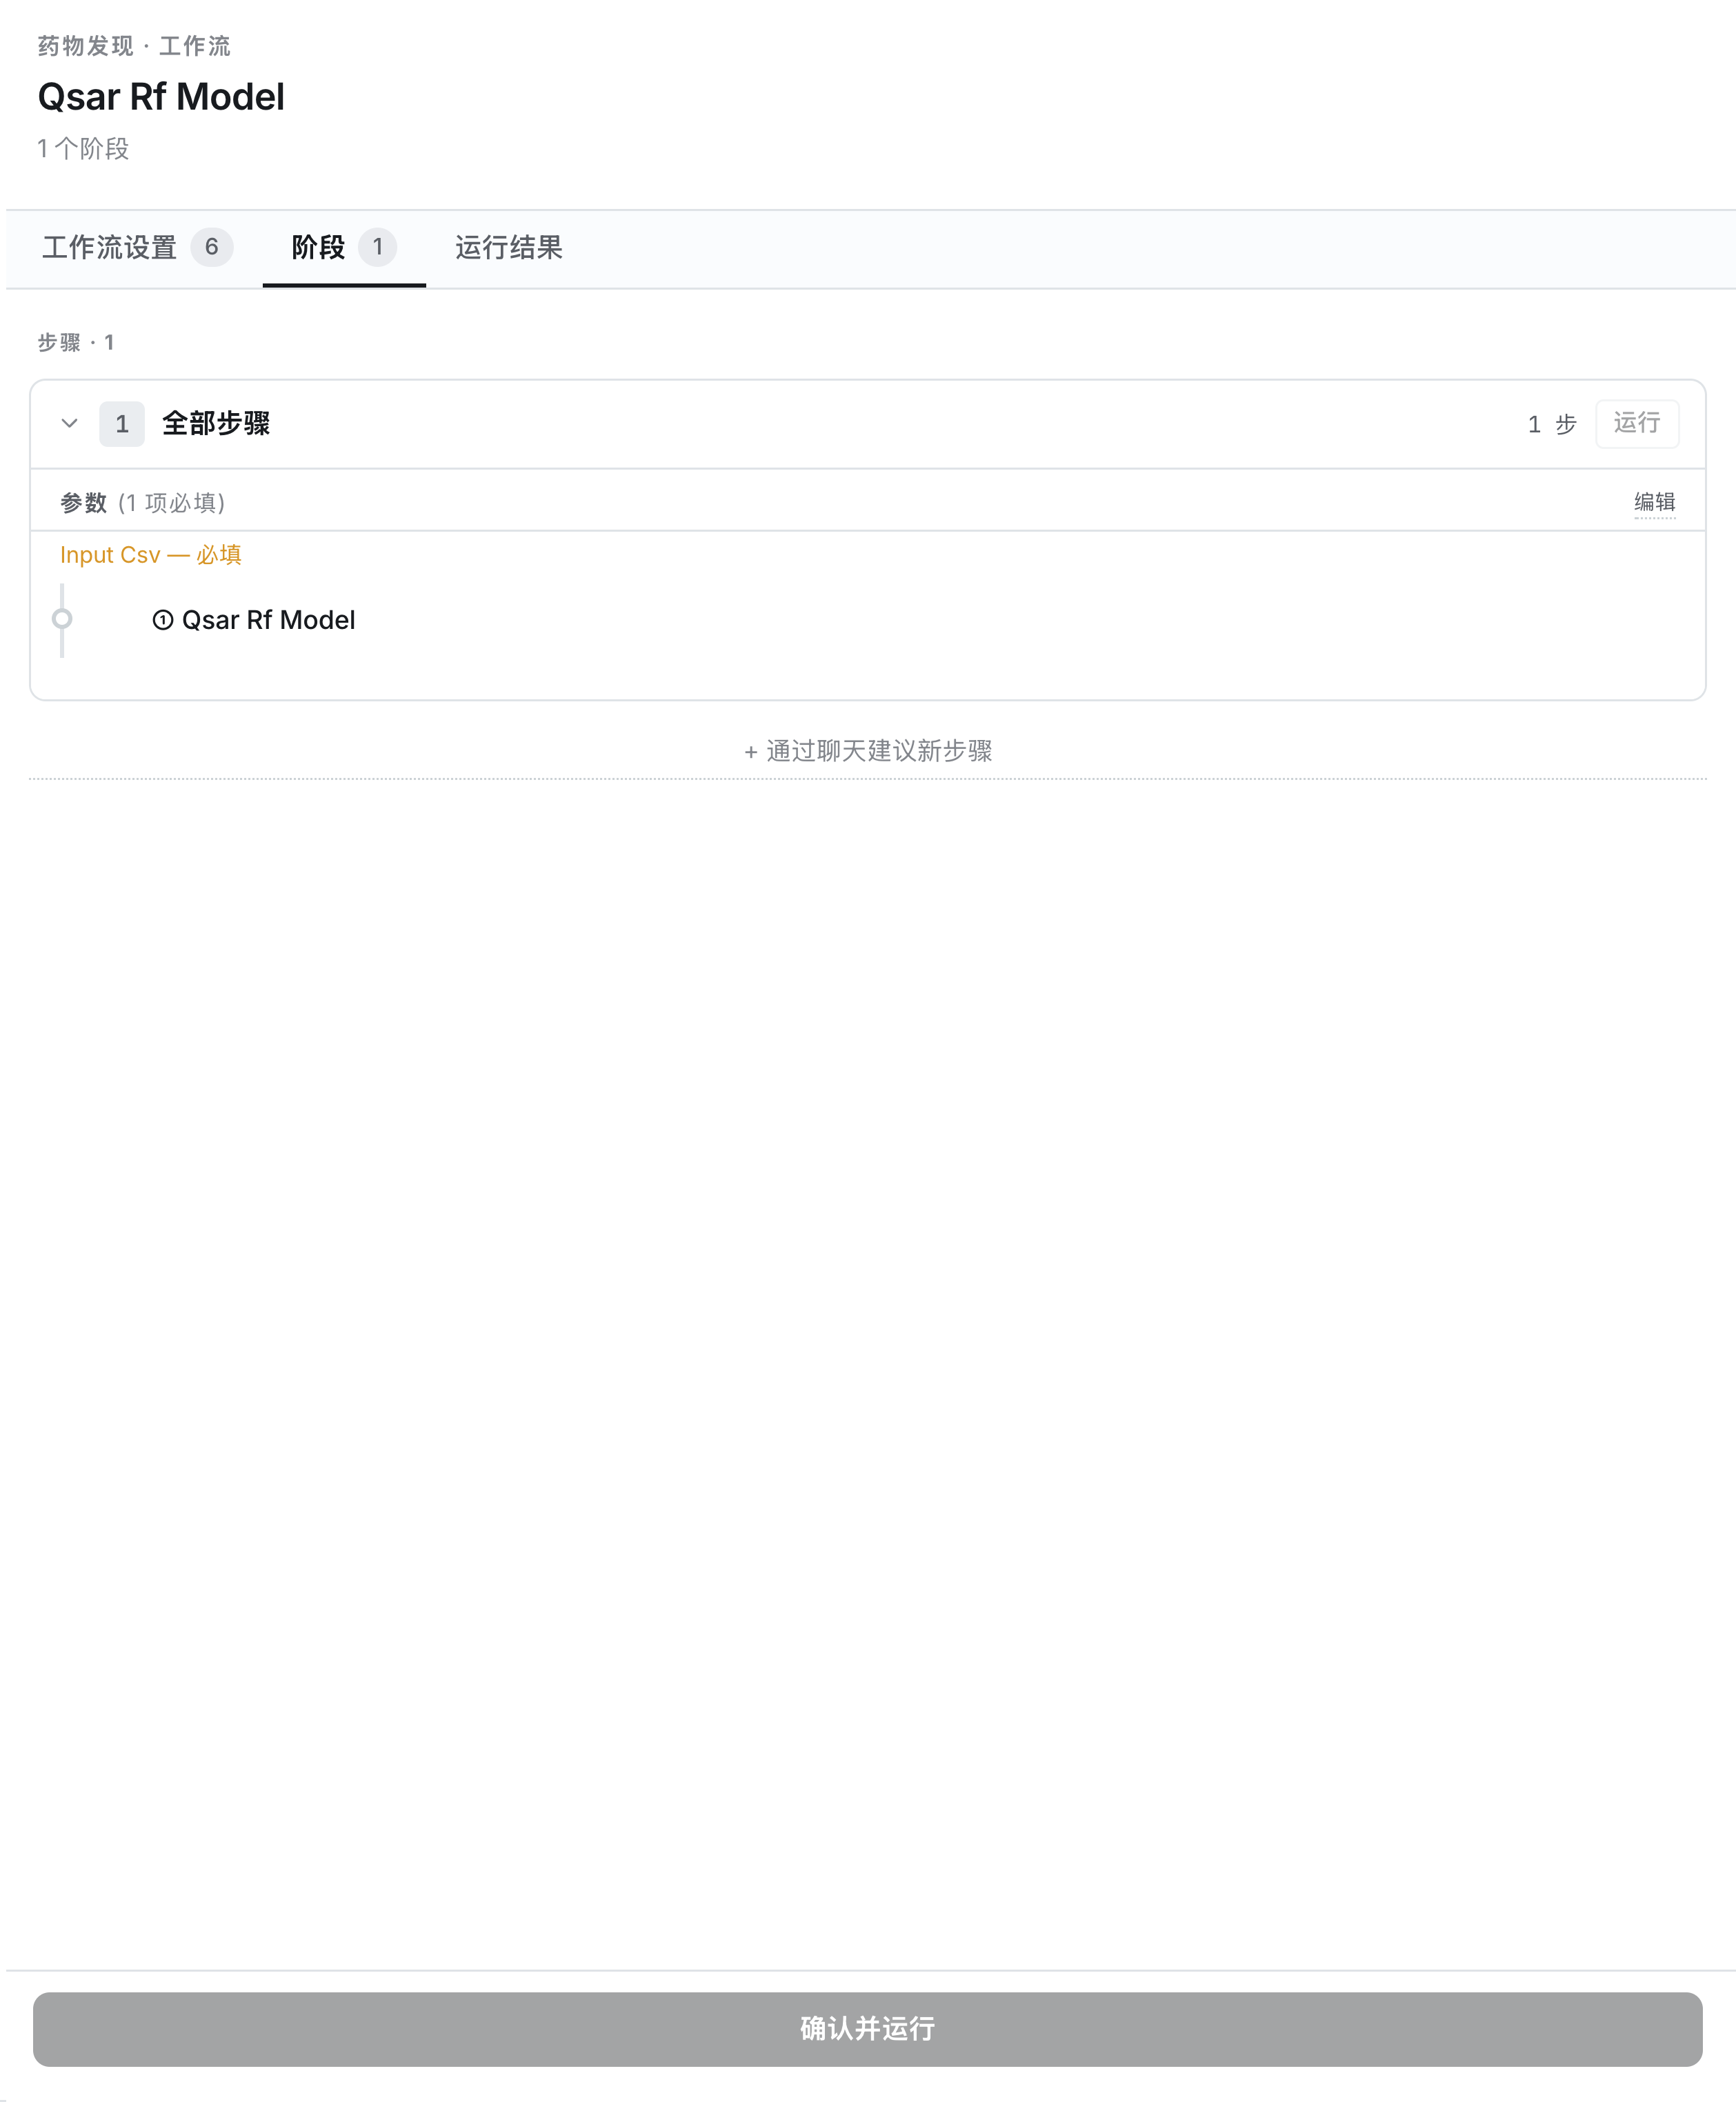 药物发现 · 工作流
Qsar Rf Model
1 个阶段
工作流设置 6 阶段 1 运行结果
步骤 · 1
1 全部步骤 1 步 运行
参数 (1 项必填) 编辑
Input Csv — 必填
① Qsar Rf Model
+ 通过聊天建议新步骤
确认并运行